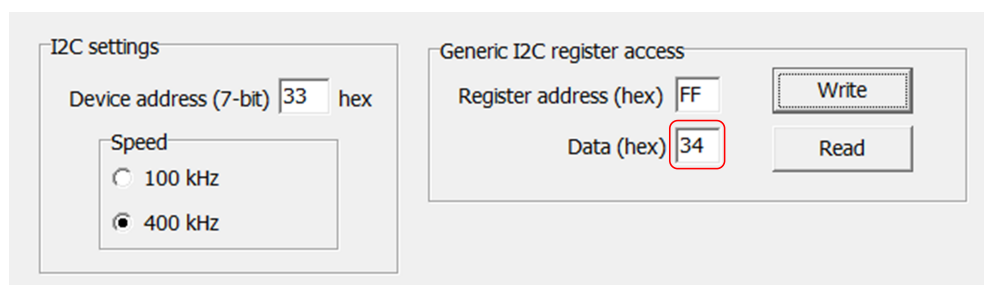 I2C settings
Device address (7-bit) 33 hex
Speed
100 kHz
400 kHz
Generic I2C register access
Register address (hex) FF Write
Data (hex) 34 Read